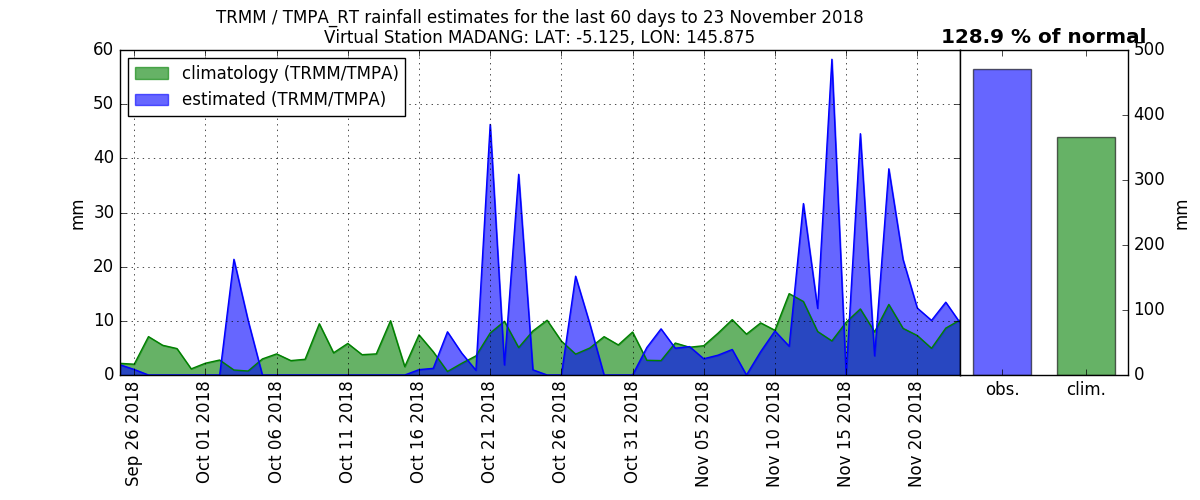 TRMM / TMPA_RT rainfall estimates for the last 60 days to 23 November 2018
Virtual Station MADANG: LAT: -5.125, LON: 145.875
128.9 % of normal
climatology (TRMM/TMPA)
estimated (TRMM/TMPA)
60
50
40
30
20
10
0
mm
Sep 26 2018
Oct 01 2018
Oct 06 2018
Oct 11 2018
Oct 16 2018
Oct 21 2018
Oct 26 2018
Oct 31 2018
Nov 05 2018
Nov 10 2018
Nov 15 2018
Nov 20 2018
500
400
300
200
100
0
mm
obs.
clim.